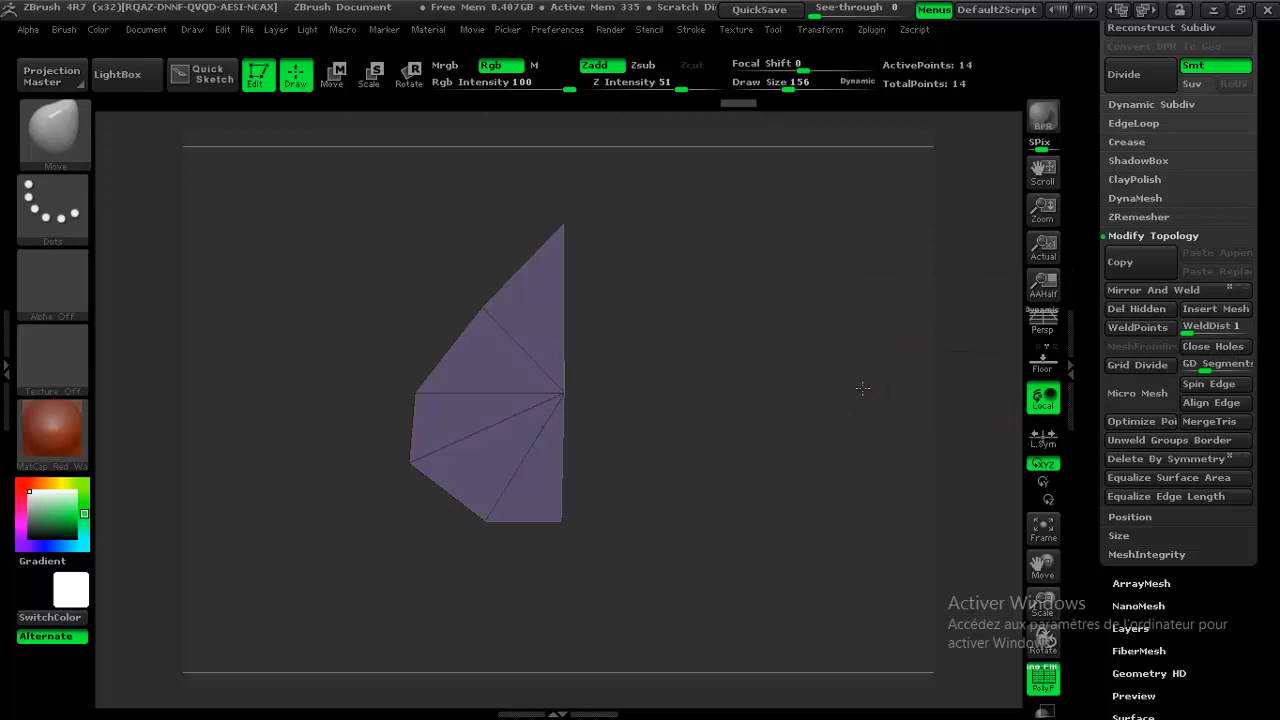 ZBrush 4R7 (x32)[RQAZ-DNNF-QVQD-AESI-NCAX] ZBrush Document • Free Mem 0.407GB • Active Mem 335 • Scratch Di QuickSave See-through 0 Menus DefaultZScript
Alpha Brush Color Document Draw Edit File Layer Light Macro Marker Material Movie Picker Preferences Render Stencil Stroke Texture Tool Transform Zplugin Zscript
Projection Master
LightBox
Quick Sketch
Edit
Draw
Move
Scale
Rotate
Mrgb Rgb M
Rgb Intensity 100
Zadd Zsub Zcut
Z Intensity 51
Focal Shift 0
Draw Size 156 Dynamic
ActivePoints: 14
TotalPoints: 14
Move
Dots
Alpha Off
Texture Off
MatCap Red Wa
Gradient
SwitchColor
Alternate
BPR
SPix
Scroll
Zoom
Actual
AAHalf
Dynamic
Persp
Floor
Local
L.Sym
XYZ
Y
Z
Frame
Move
Scale
Rotate
PolyF
Reconstruct Subdiv
Convert BPR To Geo
Divide
Smt
Suv ReUV
Dynamic Subdiv
EdgeLoop
Crease
ShadowBox
ClayPolish
DynaMesh
ZRemesher
Modify Topology
Copy
Paste Appen
Paste Repla
Mirror And Weld
Del Hidden Insert Mesh
WeldPoints WeldDist 1
MeshFromBr Close Holes
Grid Divide GD Segments
Micro Mesh
Spin Edge
Align Edge
Optimize Poi MergeTris
Unweld Groups Border
Delete By Symmetry
Equalize Surface Area
Equalize Edge Length
Position
Size
MeshIntegrity
ArrayMesh
NanoMesh
Layers
FiberMesh
Geometry HD
Preview
Surface
Activer Windows
Accédez aux paramètres de l'ordinateur pour
activer Windows